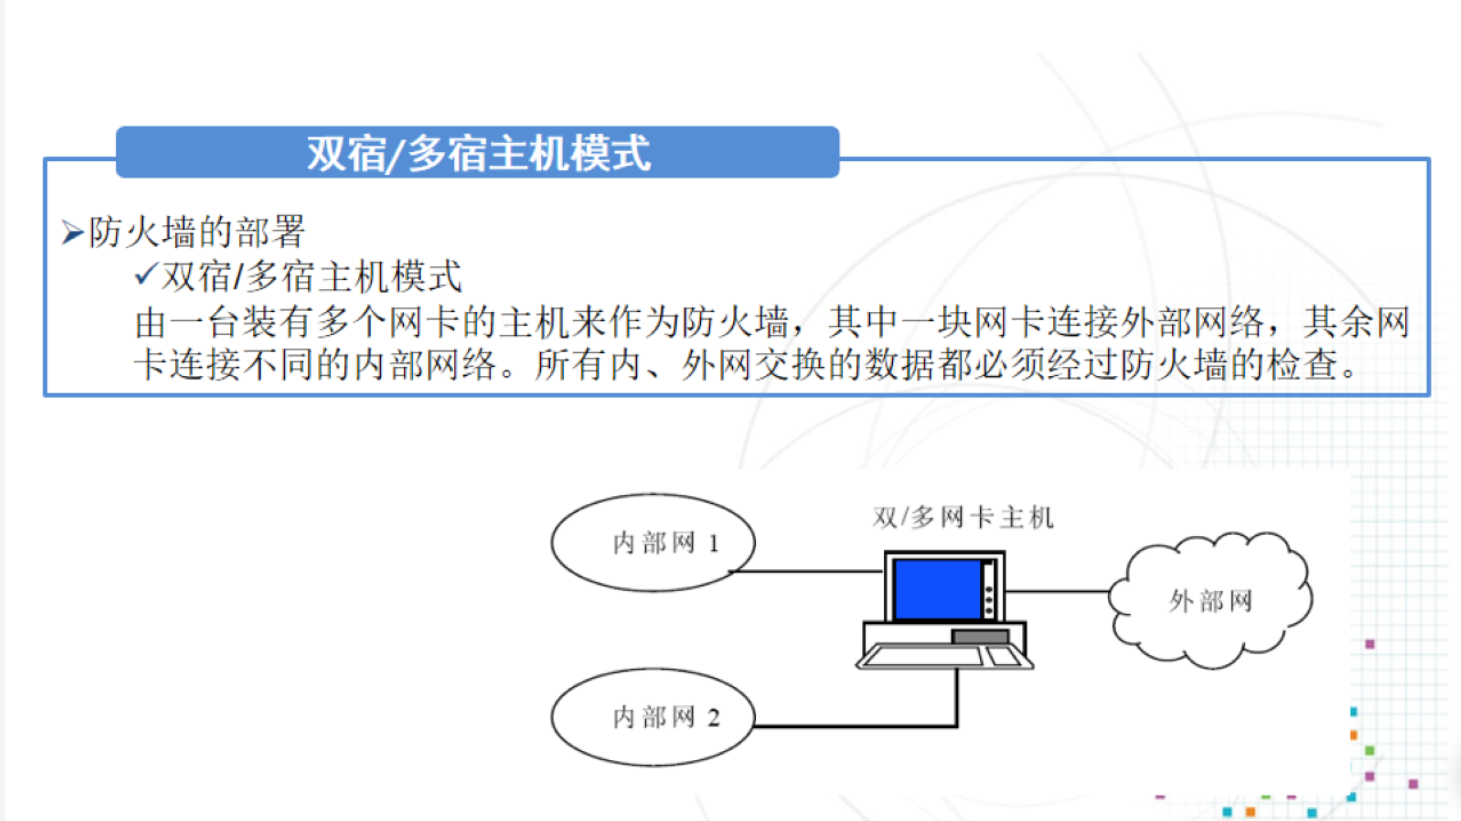 双宿/多宿主机模式
防火墙的部署
双宿/多宿主机模式
由一台装有多个网卡的主机来作为防火墙，其中一块网卡连接外部网络，其余网
卡连接不同的内部网络。所有内、外网交换的数据都必须经过防火墙的检查。
双/多网卡主机
内部网 1
外部网
内部网 2